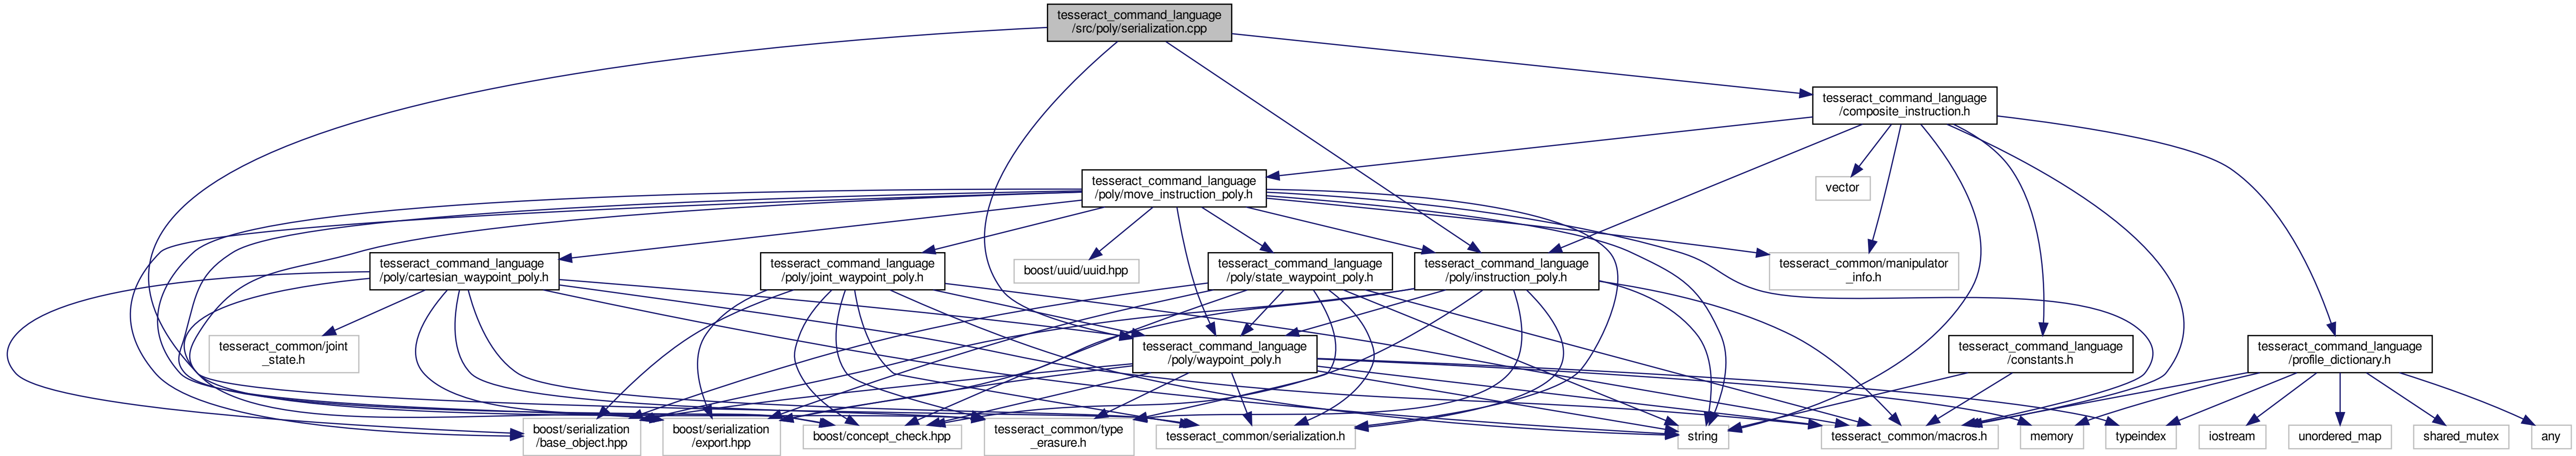 tesseract_command_language
/src/poly/serialization.cpp
tesseract_command_language
/composite_instruction.h
tesseract_command_language
/poly/move_instruction_poly.h
vector
tesseract_command_language
/poly/cartesian_waypoint_poly.h
tesseract_command_language
/poly/joint_waypoint_poly.h
boost/uuid/uuid.hpp
tesseract_command_language
/poly/state_waypoint_poly.h
tesseract_command_language
/poly/instruction_poly.h
tesseract_common/manipulator
_info.h
tesseract_common/joint
_state.h
tesseract_command_language
/poly/waypoint_poly.h
tesseract_command_language
/constants.h
tesseract_command_language
/profile_dictionary.h
boost/serialization
/base_object.hpp
boost/serialization
/export.hpp
boost/concept_check.hpp
tesseract_common/type
_erasure.h
tesseract_common/serialization.h
string
tesseract_common/macros.h
memory
typeindex
iostream
unordered_map
shared_mutex
any